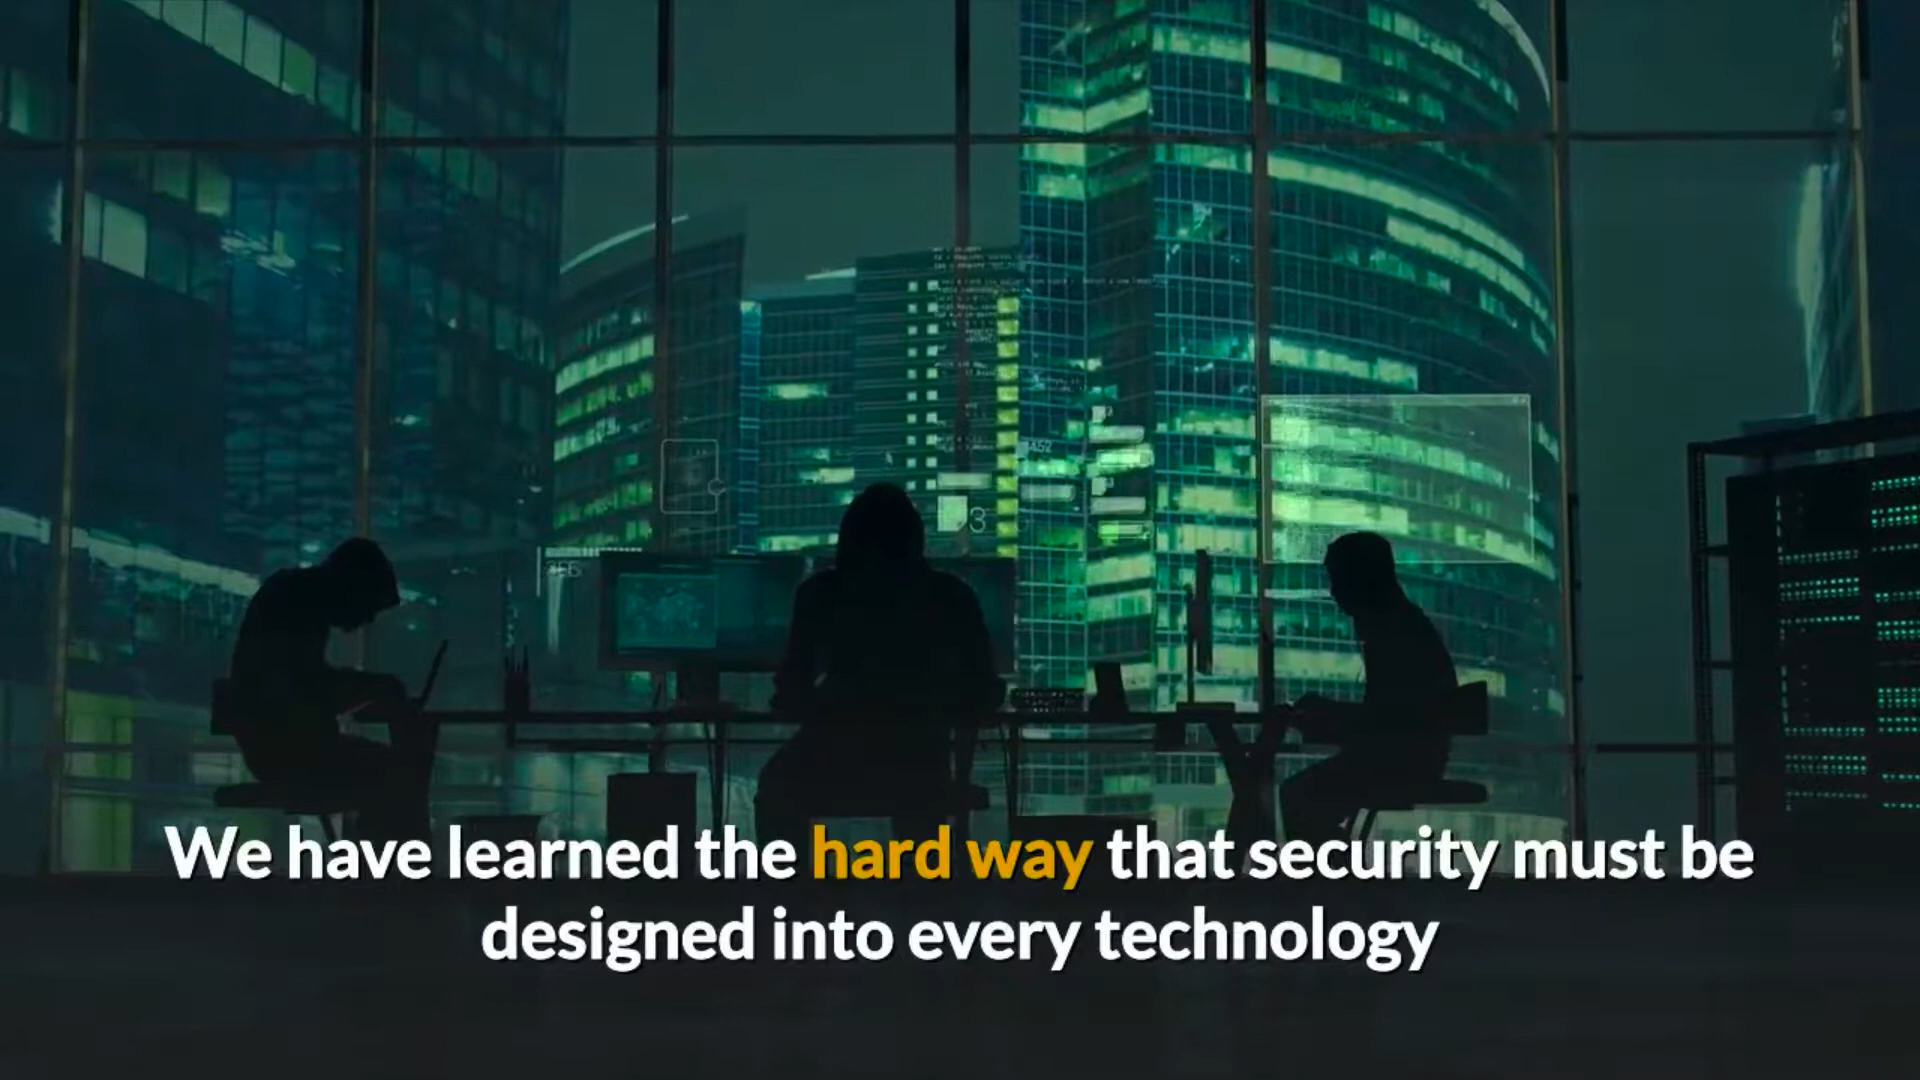 We have learned the hard way that security must be
designed into every technology